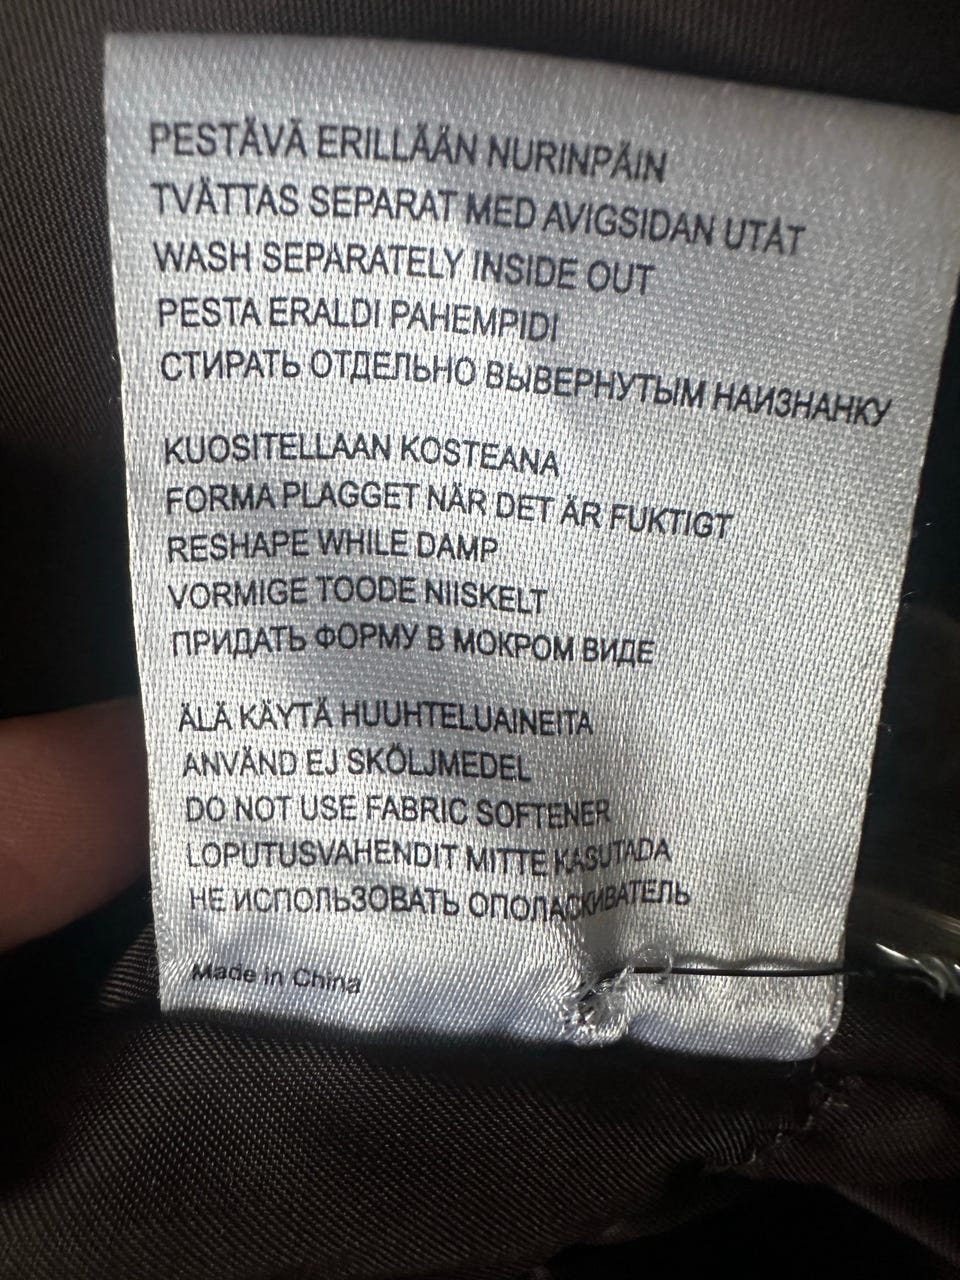 PESTÄVÄ ERILLÄÄN NURINPÄIN
TVÄTTAS SEPARAT MED AVIGSIDAN UTÅT
WASH SEPARATELY INSIDE OUT
PESTA ERALDI PAHEMPIDI
СТИРАТЬ ОТДЕЛЬНО ВЫВЕРНУТЫМ НАИЗНАНКУ
KUOSITELLAAN KOSTEANA
FORMA PLAGGET NÄR DET ÄR FUKTIGT
RESHAPE WHILE DAMP
VORMIGE TOODE NIISKELT
ПРИДАТЬ ФОРМУ В МОКРОМ ВИДЕ
ÄLÄ KÄYTÄ HUUHTELUAINEITA
ANVÄND EJ SKÖLJMEDEL
DO NOT USE FABRIC SOFTENER
LOPUTUSVAHENDIT MITTE KASUTADA
НЕ ИСПОЛЬЗОВАТЬ ОПОЛАСКИВАТЕЛЬ
Made in China